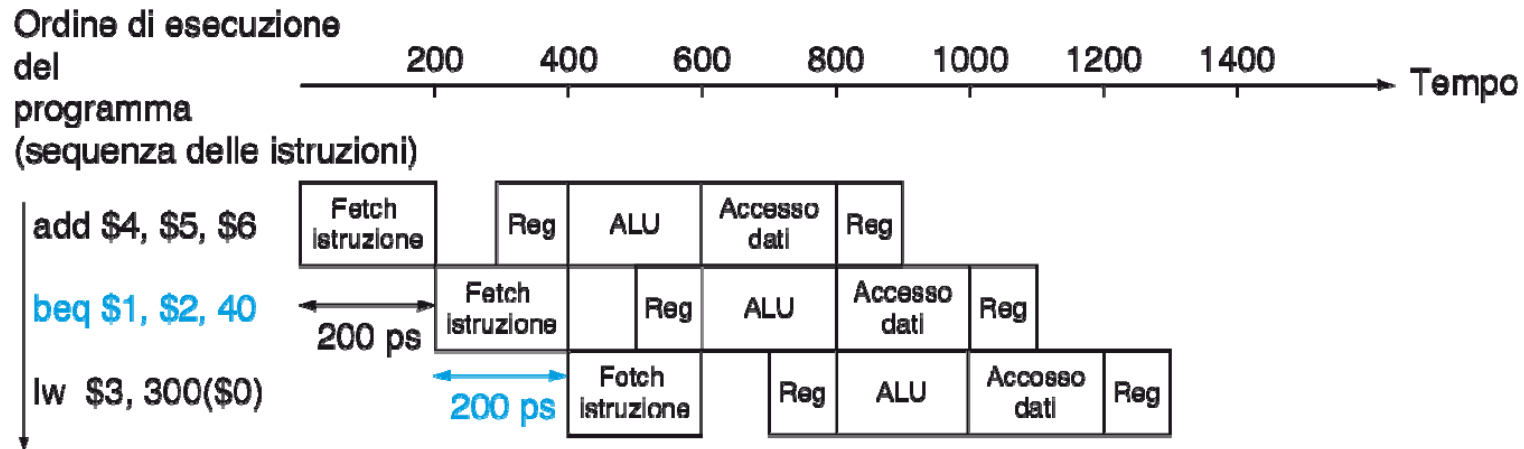 Ordine di esecuzione
del
programma
(sequenza delle istruzioni)
200 400 600 800 1000 1200 1400
Tempo
add $4, $5, $6
Fetch
istruzione
Reg
ALU
Accesso
dati
Reg
beq $1, $2, 40
200 ps
Fetch
istruzione
Reg
ALU
Accesso
dati
Reg
lw $3, 300($0)
200 ps
Fetch
istruzione
Reg
ALU
Accesso
dati
Reg